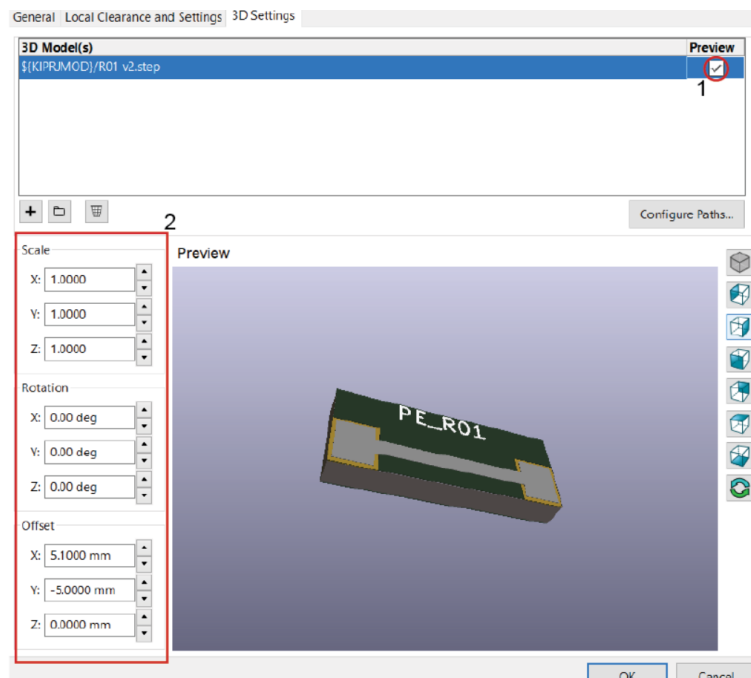 General Local Clearance and Settings 3D Settings
3D Model(s) Preview
${KIPRJMOD}/R01 v2.step
1
Configure Paths...
2
Scale
Preview
X: 1.0000
Y: 1.0000
Z: 1.0000
Rotation
X: 0.00 deg
Y: 0.00 deg
Z: 0.00 deg
PE_R01
Offset
X: 5.1000 mm
Y: -5.0000 mm
Z: 0.0000 mm
OK Cancel